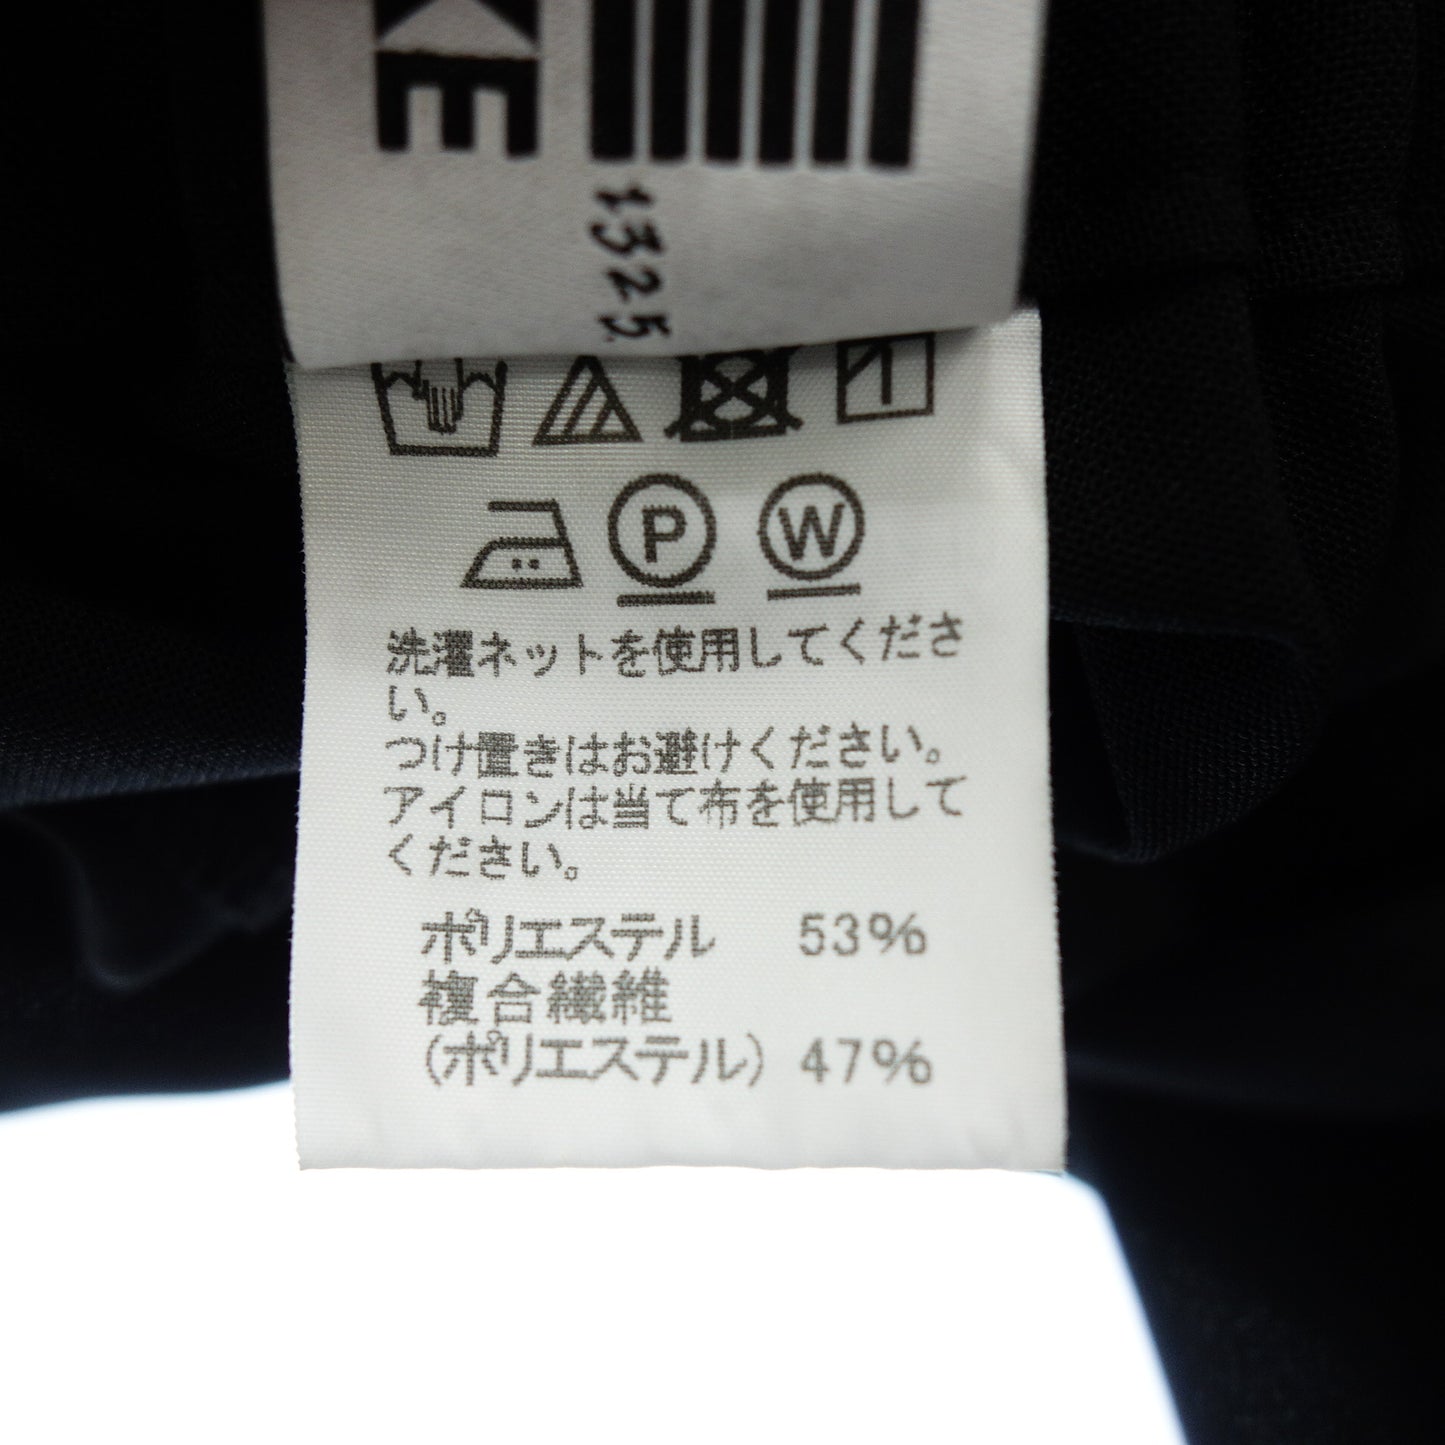 KE
1325
P W
洗濯ネットを使用してくださ
い。
つけ置きはお避けください。
アイロンは当て布を使用して
ください。
ポリエステル 53%
複合繊維
(ポリエステル) 47%